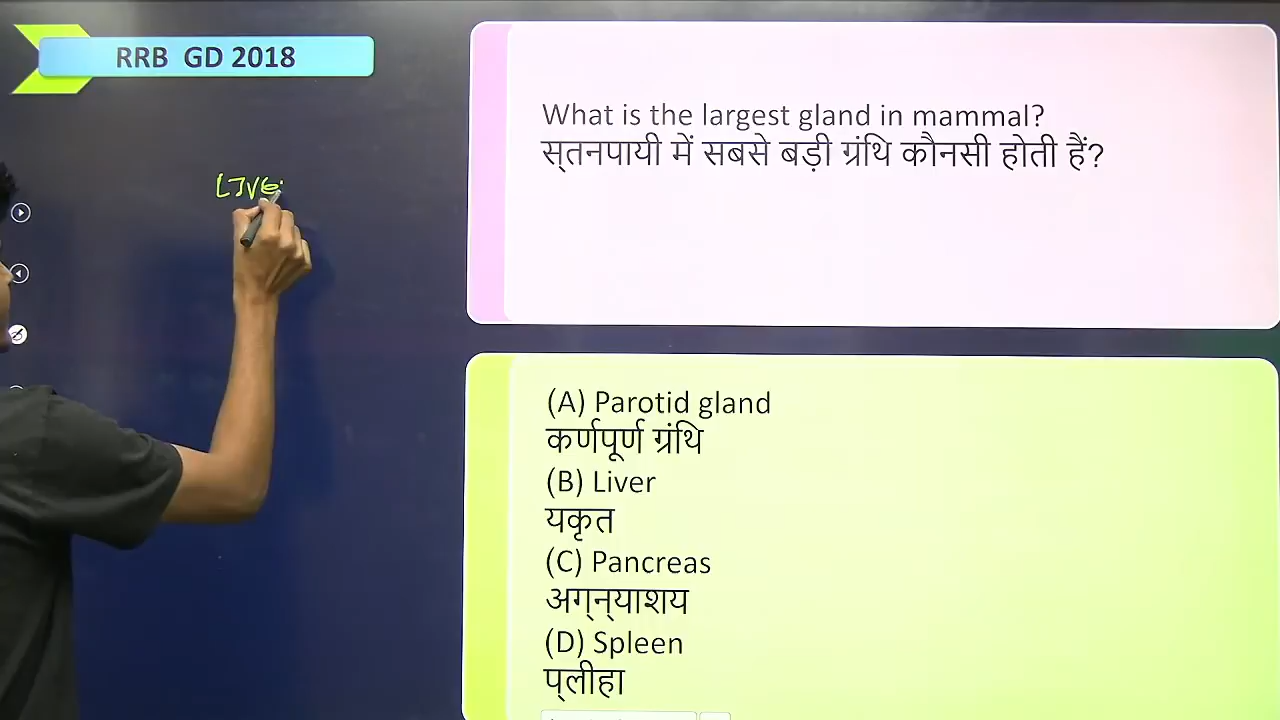 RRB GD 2018
What is the largest gland in mammal?
स्तनपायी में सबसे बड़ी ग्रंथि कौनसी होती हैं?
Live
(A) Parotid gland
कर्णपूर्ण ग्रंथि
(B) Liver
यकृत
(C) Pancreas
अग्न्याशय
(D) Spleen
प्लीहा